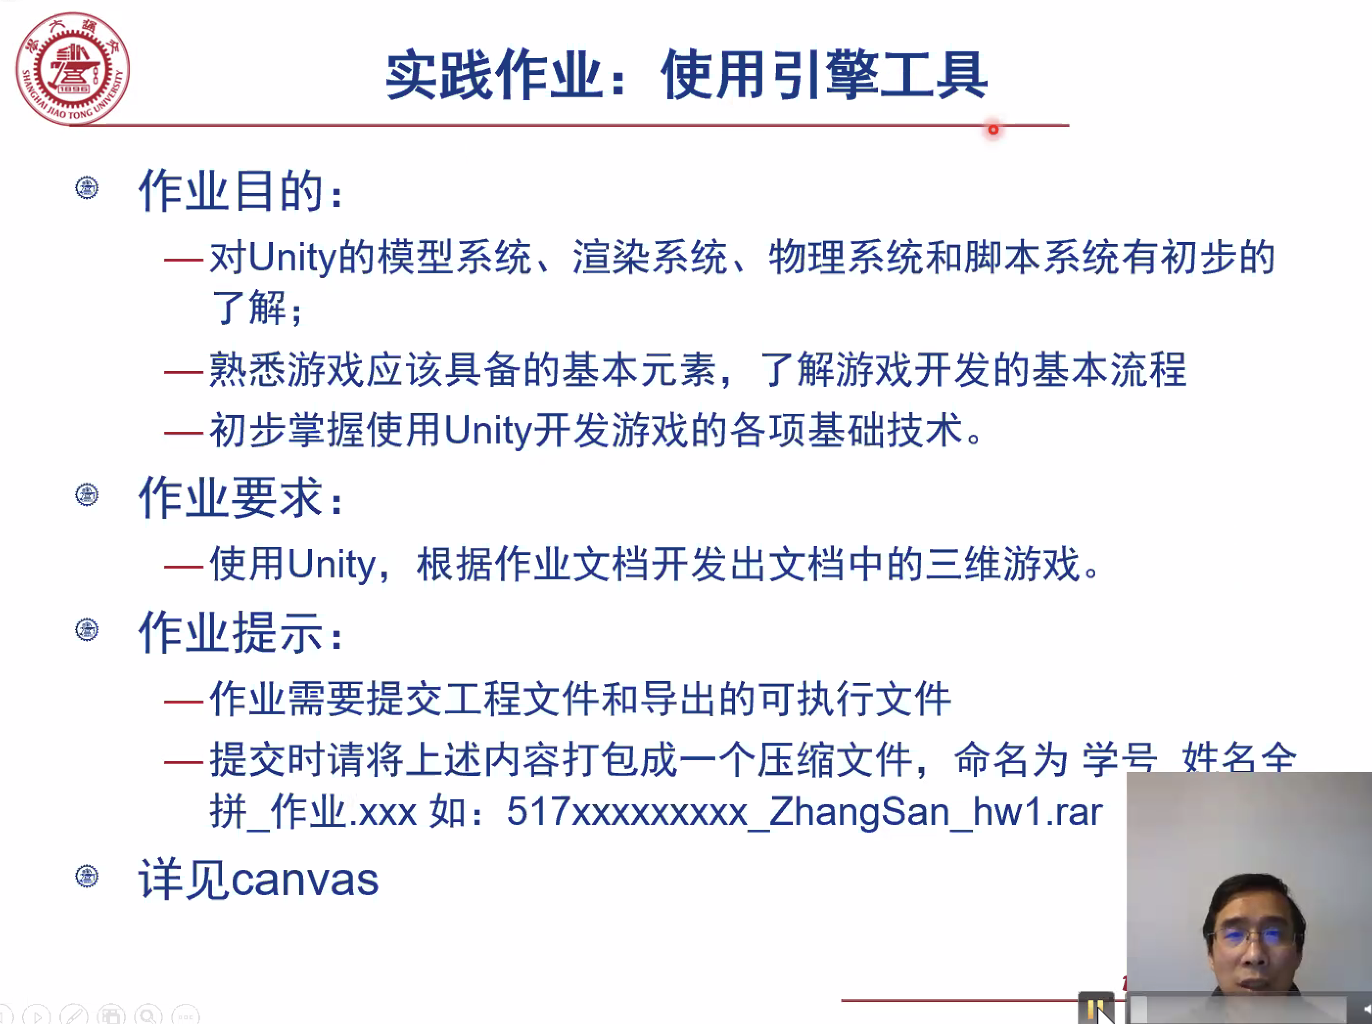 SHANGHAI JIAO TONG UNIVERSITY
1896
实践作业：使用引擎工具
作业目的：
—对Unity的模型系统、渲染系统、物理系统和脚本系统有初步的
了解；
—熟悉游戏应该具备的基本元素，了解游戏开发的基本流程
—初步掌握使用Unity开发游戏的各项基础技术。
作业要求：
—使用Unity，根据作业文档开发出文档中的三维游戏。
作业提示：
—作业需要提交工程文件和导出的可执行文件
—提交时请将上述内容打包成一个压缩文件，命名为 学号_姓名全
拼_作业.xxx 如：517xxxxxxxxx_ZhangSan_hw1.rar
详见canvas